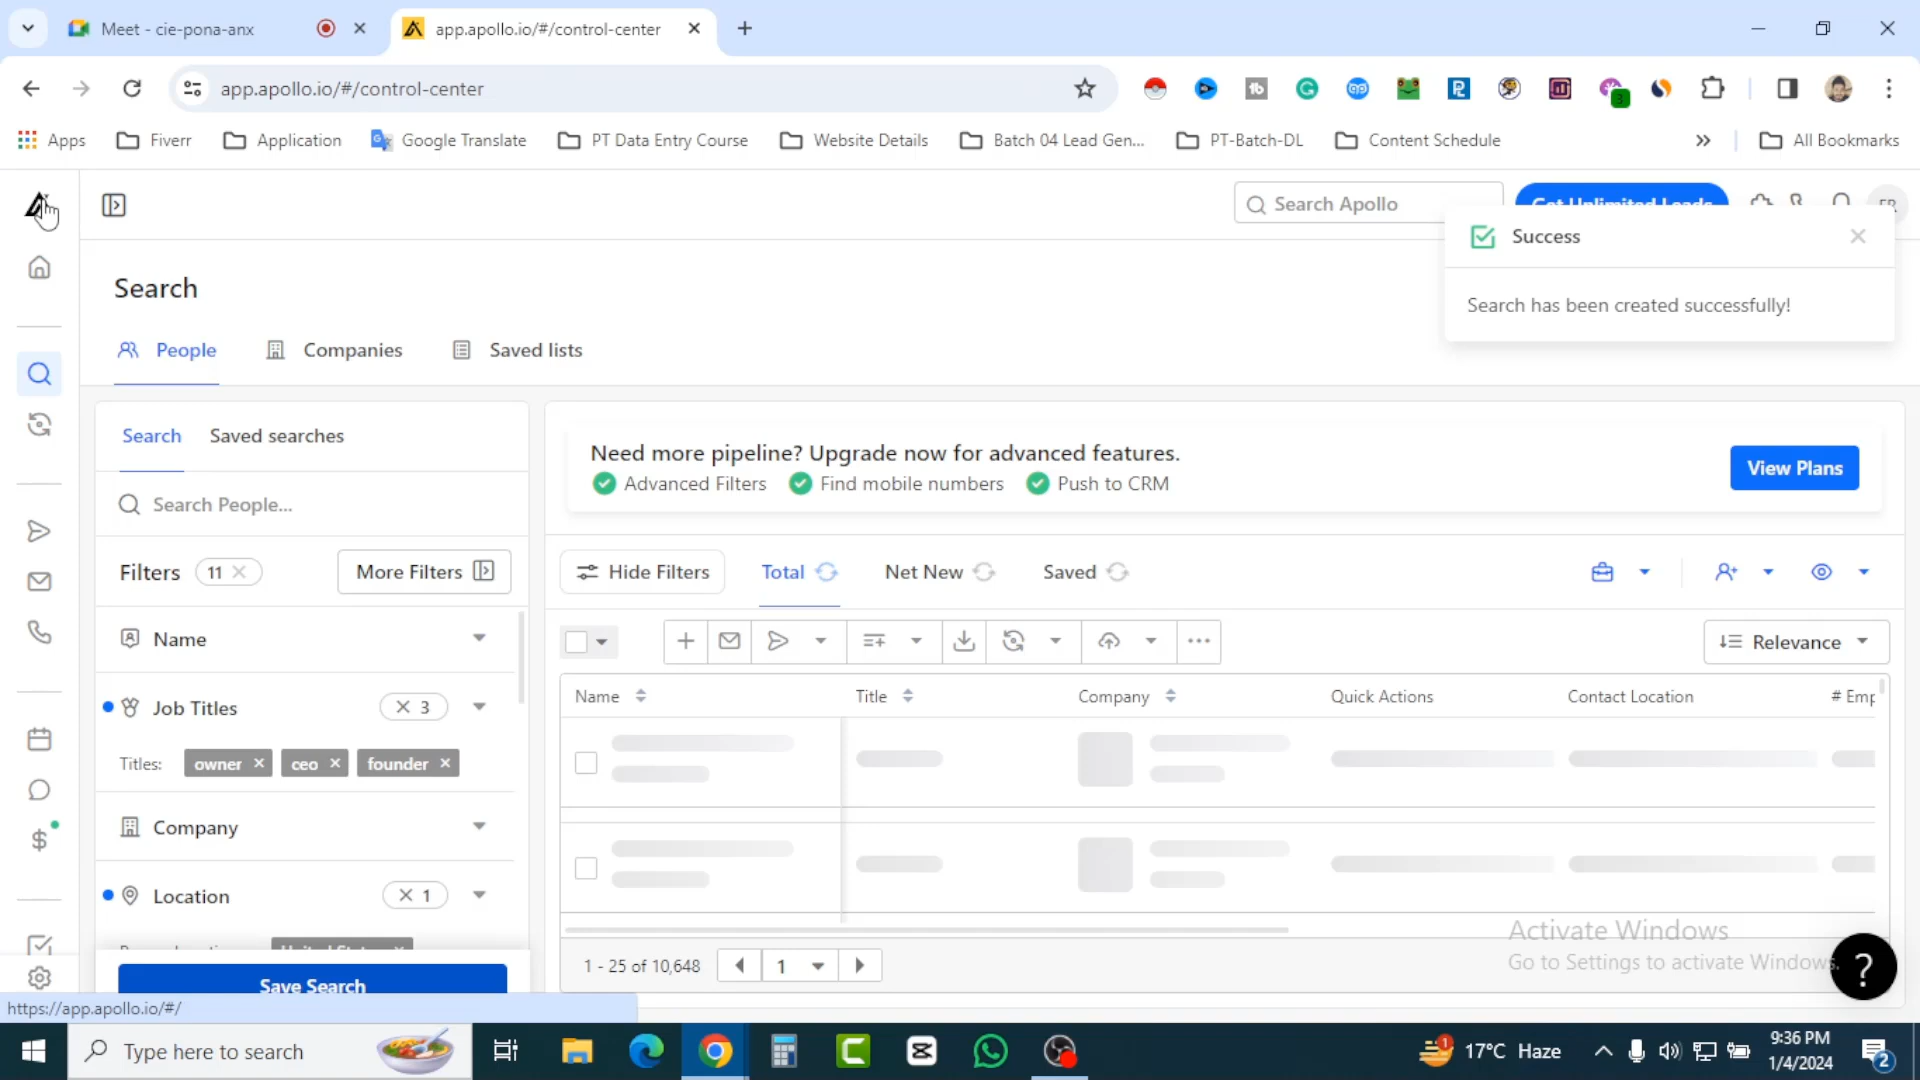 Meet - cie-pona-anx
app.apollo.io/#/control-center
app.apollo.io/#/control-center
Apps
Fiverr
Application
Google Translate
PT Data Entry Course
Website Details
Batch 04 Lead Gen...
PT-Batch-DL
Content Schedule
All Bookmarks
Search Apollo
Get Unlimited Leads
Success
Search has been created successfully!
Search
People
Companies
Saved lists
Search
Saved searches
Search People...
Filters
11
More Filters
Name
Job Titles
3
Titles:
owner
ceo
founder
Company
Location
1
United States
Save Search
Need more pipeline? Upgrade now for advanced features.
Advanced Filters
Find mobile numbers
Push to CRM
View Plans
Hide Filters
Total
Net New
Saved
Relevance
Name
Title
Company
Quick Actions
Contact Location
# Emp
1 - 25 of 10,648
1
Activate Windows
Go to Settings to activate Windows.
?
https://app.apollo.io/#/
Type here to search
17°C Haze
9:36 PM
1/4/2024
2